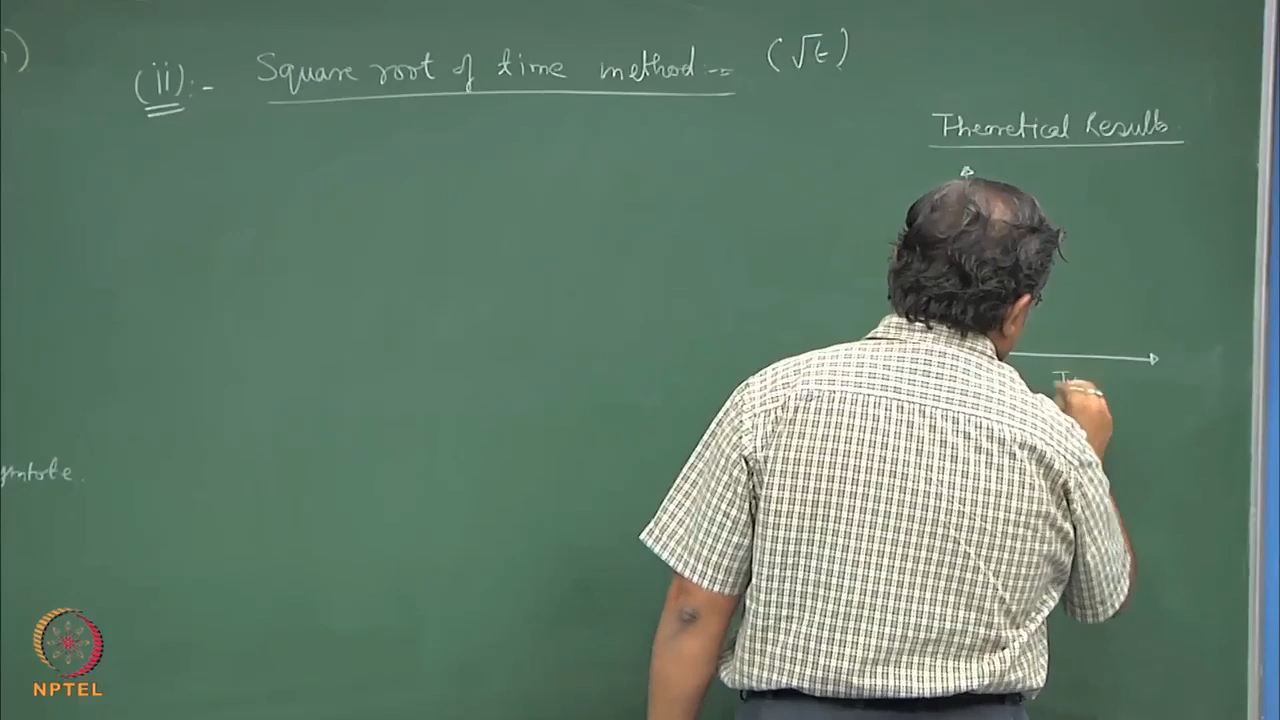 (ii):- Square root of time method:- (√t)
Theoretical Results.
NPTEL